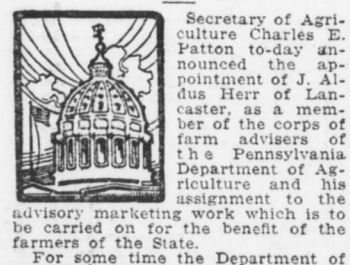 Secretary of Agri-
culture Charles E.
Patton to-day an-
nounced the ap-
pointment of J. Al-
dus Herr of Lan-
caster, as a mem-
ber of the corps of
farm advisers of
the Pennsylvania
Department of Ag-
riculture and his
assignment to the
advisory marketing work which is to
be carried on for the benefit of the
farmers of the State.
For some time the Department of